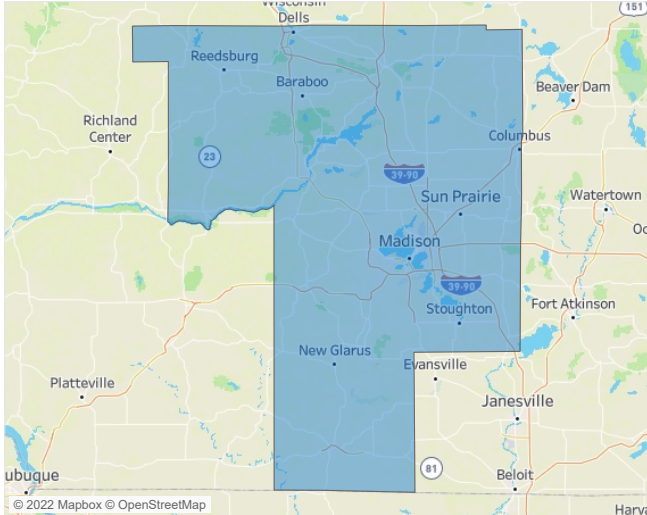 Wisconsin
Dells
151
Reedsburg
Baraboo
Beaver Dam
Richland
Center
Columbus
23
39-90
Sun Prairie
Watertown
Madison
39-90
Stoughton
Fort Atkinson
New Glarus
Evansville
Platteville
Janesville
81
ubuque
Beloit
© 2022 Mapbox © OpenStreetMap
Harva